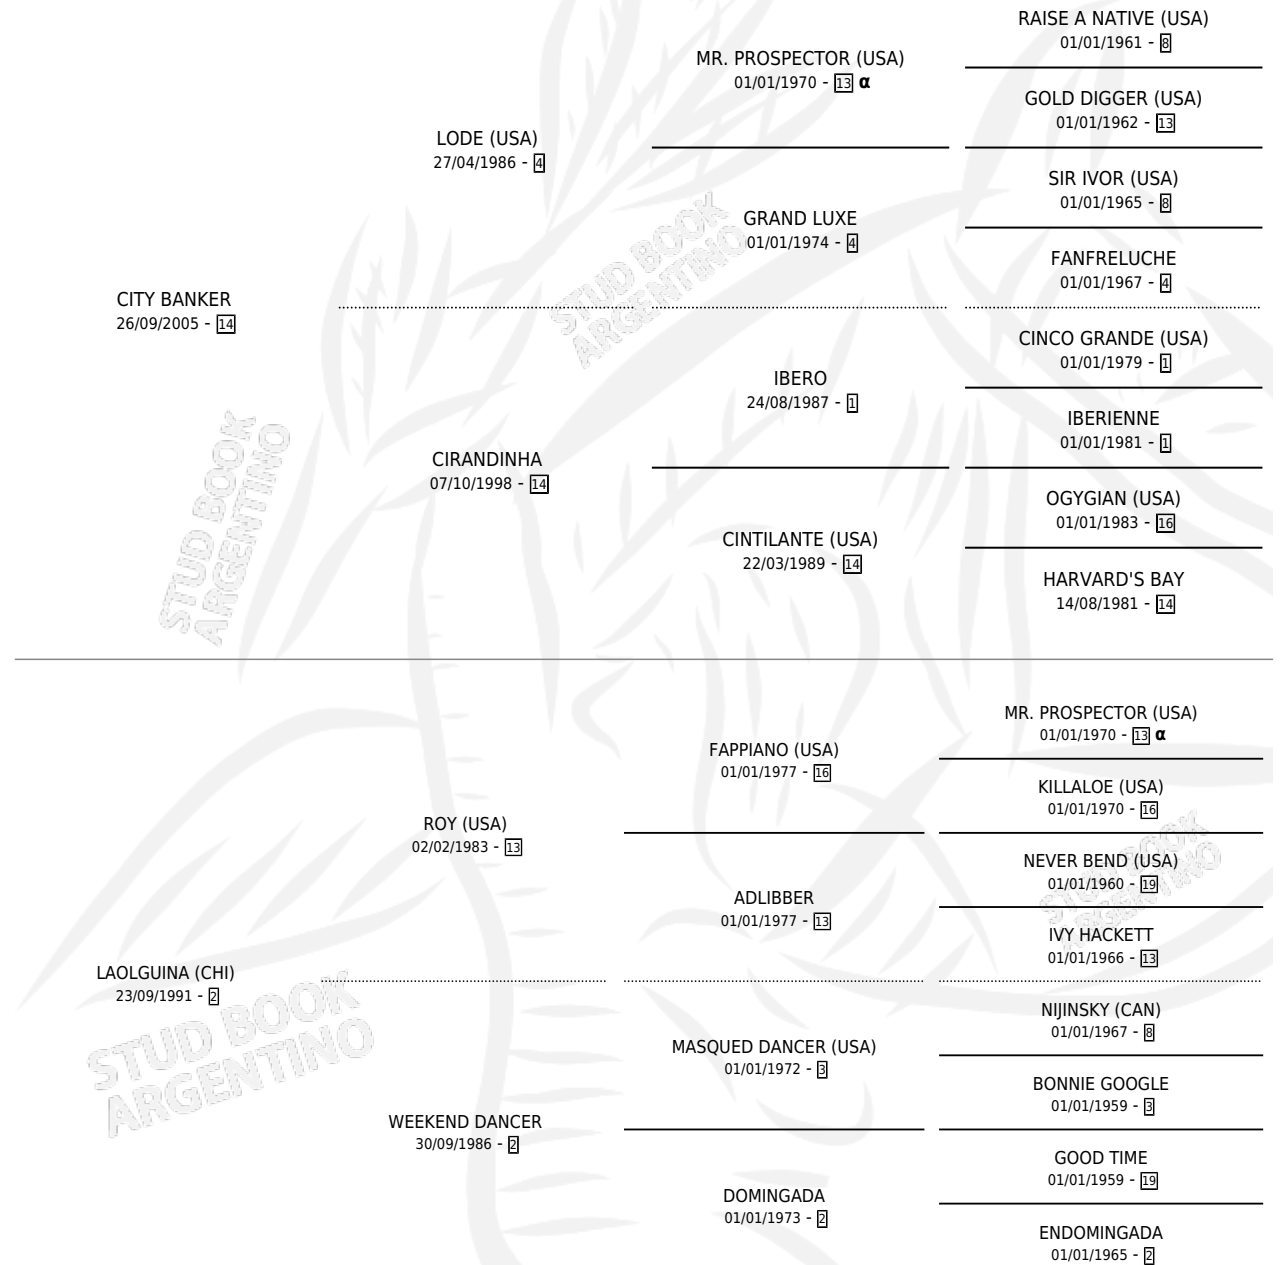 RAISE A NATIVE (USA)
01/01/1961 - 8
MR. PROSPECTOR (USA)
01/01/1970 - 13 α
GOLD DIGGER (USA)
01/01/1962 - 13
LODE (USA)
27/04/1986 - 4
SIR IVOR (USA)
01/01/1965 - 8
GRAND LUXE
01/01/1974 - 4
FANFRELUCHE
01/01/1967 - 4
CITY BANKER
26/09/2005 - 14
CINCO GRANDE (USA)
01/01/1979 - 1
IBERO
24/08/1987 - 1
IBERIENNE
01/01/1981 - 1
CIRANDINHA
07/10/1998 - 14
OGYGIAN (USA)
01/01/1983 - 16
CINTILANTE (USA)
22/03/1989 - 14
HARVARD'S BAY
14/08/1981 - 14
MR. PROSPECTOR (USA)
01/01/1970 - 13 α
FAPPIANO (USA)
01/01/1977 - 16
KILLALOE (USA)
01/01/1970 - 16
ROY (USA)
02/02/1983 - 13
NEVER BEND (USA)
01/01/1960 - 19
ADLIBBER
01/01/1977 - 13
IVY HACKETT
01/01/1966 - 13
LAOLGUINA (CHI)
23/09/1991 - 2
NIJINSKY (CAN)
01/01/1967 - 8
MASQUED DANCER (USA)
01/01/1972 - 3
BONNIE GOOGLE
01/01/1959 - 3
WEEKEND DANCER
30/09/1986 - 2
GOOD TIME
01/01/1959 - 19
DOMINGADA
01/01/1973 - 2
ENDOMINGADA
01/01/1965 - 2
STUD BOOK
ARGENTINO
STUD BOOK
ARGENTINO
STUD BOOK
ARGENTINO
STUD BOOK
ARGENTINO